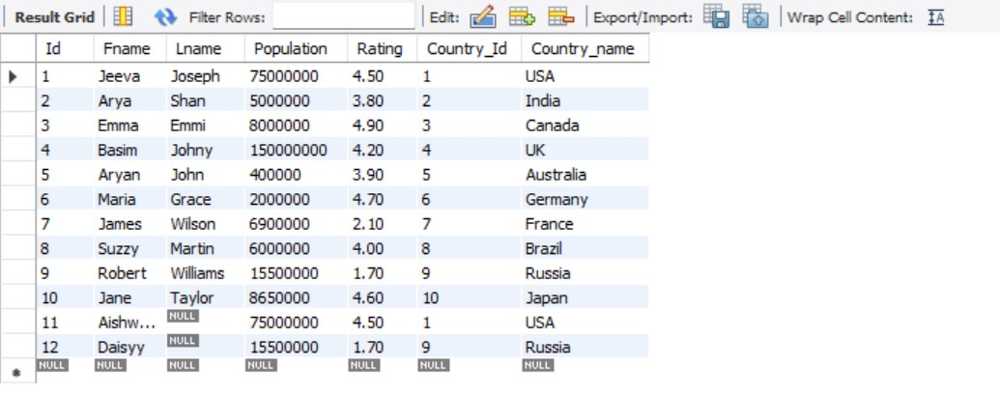 Result Grid Filter Rows: Edit: Export/Import: Wrap Cell Content: IA
Id Fname Lname Population Rating Country_Id Country_name
1 Jeeva Joseph 75000000 4.50 1 USA
2 Arya Shan 5000000 3.80 2 India
3 Emma Emmi 8000000 4.90 3 Canada
4 Basim Johny 150000000 4.20 4 UK
5 Aryan John 400000 3.90 5 Australia
6 Maria Grace 2000000 4.70 6 Germany
7 James Wilson 6900000 2.10 7 France
8 Suzzy Martin 6000000 4.00 8 Brazil
9 Robert Williams 15500000 1.70 9 Russia
10 Jane Taylor 8650000 4.60 10 Japan
11 Aishw... NULL 75000000 4.50 1 USA
12 Daisyy NULL 15500000 1.70 9 Russia
NULL NULL NULL NULL NULL NULL NULL